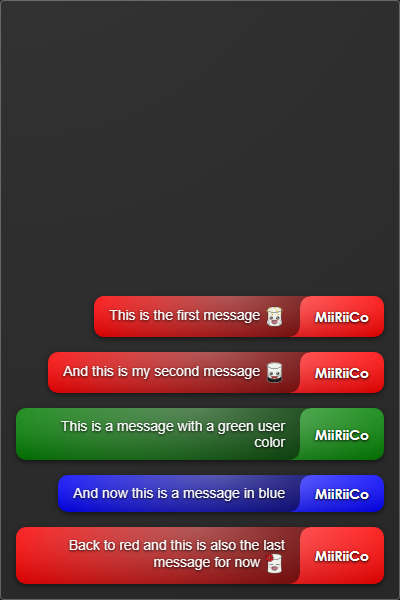 This is the first message MiiRiiCo
And this is my second message MiiRiiCo
This is a message with a green user
color
MiiRiiCo
And now this is a message in blue MiiRiiCo
Back to red and this is also the last
message for now
MiiRiiCo